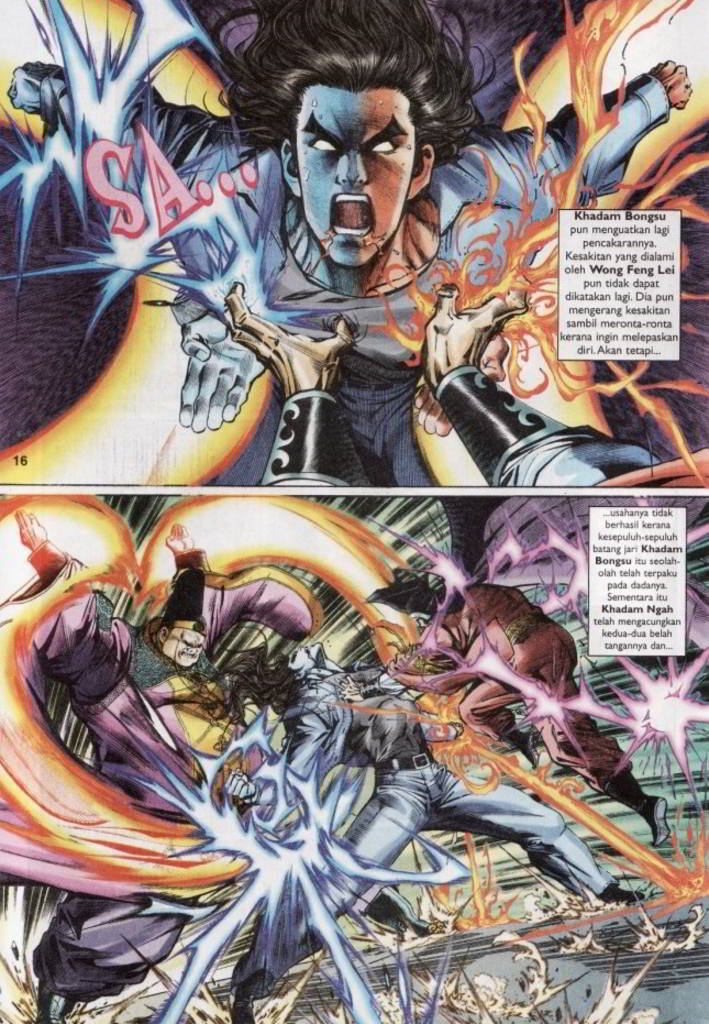 SA...
Khadam Bongsu
pun menguatkan lagi
pencakarannya.
Kesakitan yang dialami
oleh Wong Feng Lei
pun tidak dapat
dikatakan lagi. Dia pun
mengerang kesakitan
sambil meronta-ronta
kerana ingin melepaskan
diri. Akan tetapi...
16
...usahanya tidak
berhasil kerana
kesepuluh-sepuluh
batang jari Khadam
Bongsu itu seolah-
olah telah terpaku
pada dadanya.
Sementara itu
Khadam Ngah
telah mengacungkan
kedua-dua belah
tangannya dan...